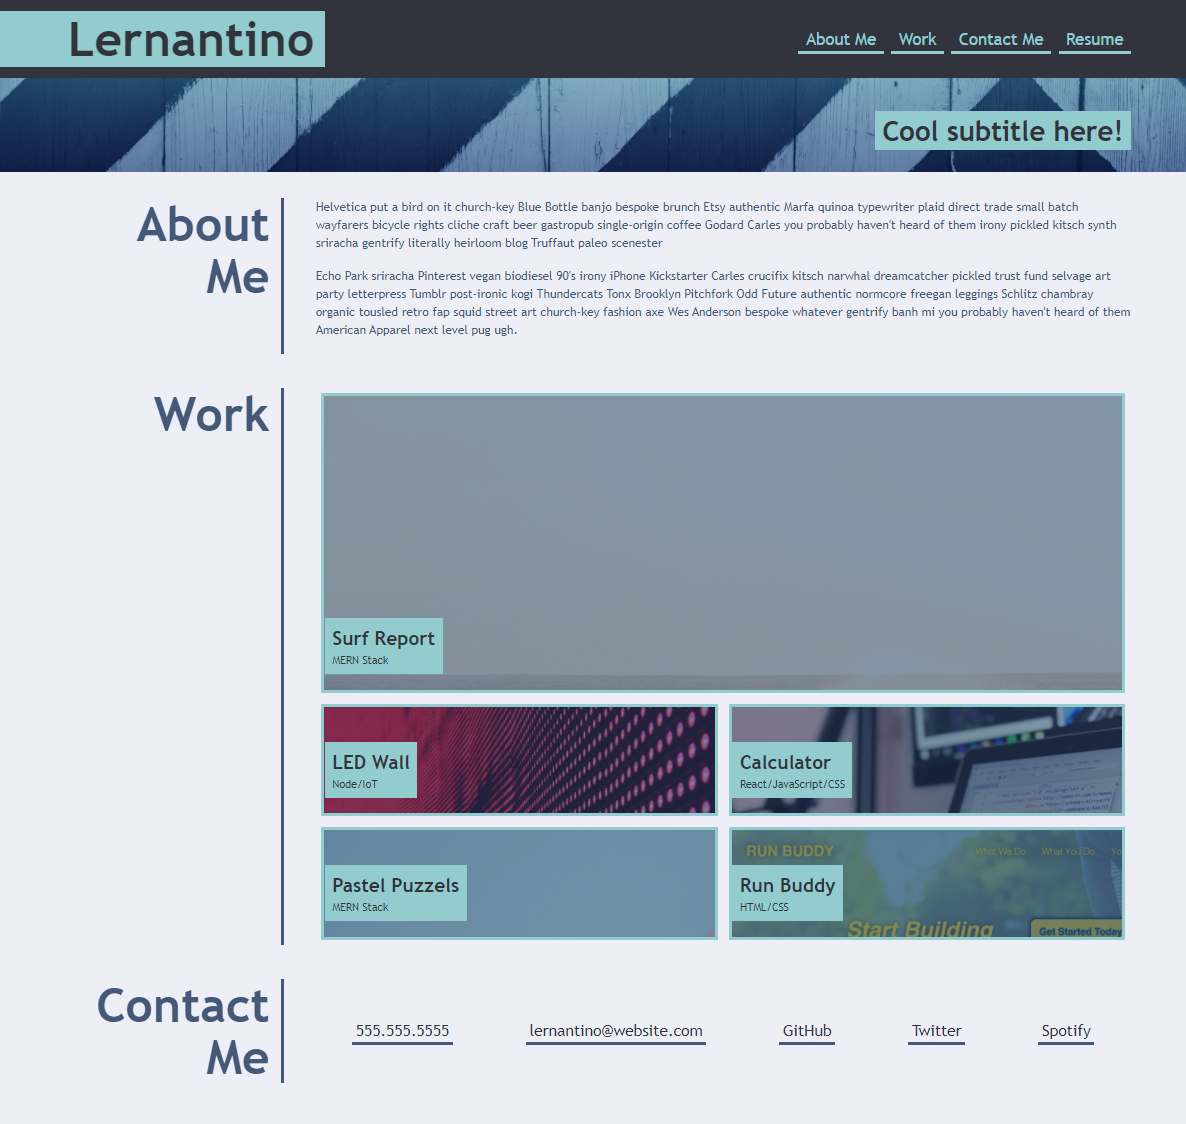 Lernantino
About Me Work Contact Me Resume
Cool subtitle here!
About
Me
Helvetica put a bird on it church-key Blue Bottle banjo bespoke brunch Etsy authentic Marfa quinoa typewriter plaid direct trade small batch
wayfarers bicycle rights cliche craft beer gastropub single-origin coffee Godard Carles you probably haven't heard of them irony pickled kitsch synth
sriracha gentrify literally heirloom blog Truffaut paleo scenester
Echo Park sriracha Pinterest vegan biodiesel 90's irony iPhone Kickstarter Carles crucifix kitsch narwhal dreamcatcher pickled trust fund selvage art
party letterpress Tumblr post-ironic kogi Thundercats Tonx Brooklyn Pitchfork Odd Future authentic normcore freegan leggings Schlitz chambray
organic tousled retro fap squid street art church-key fashion axe Wes Anderson bespoke whatever gentrify banh mi you probably haven't heard of them
American Apparel next level pug ugh.
Work
Surf Report
MERN Stack
LED Wall
Node/IoT
Calculator
React/JavaScript/CSS
Pastel Puzzels
MERN Stack
RUN BUDDY What We Do What You Do Yo
Run Buddy
HTML/CSS
Start Building
Get Started Today
Contact
Me
555.555.5555 lernantino@website.com GitHub Twitter Spotify